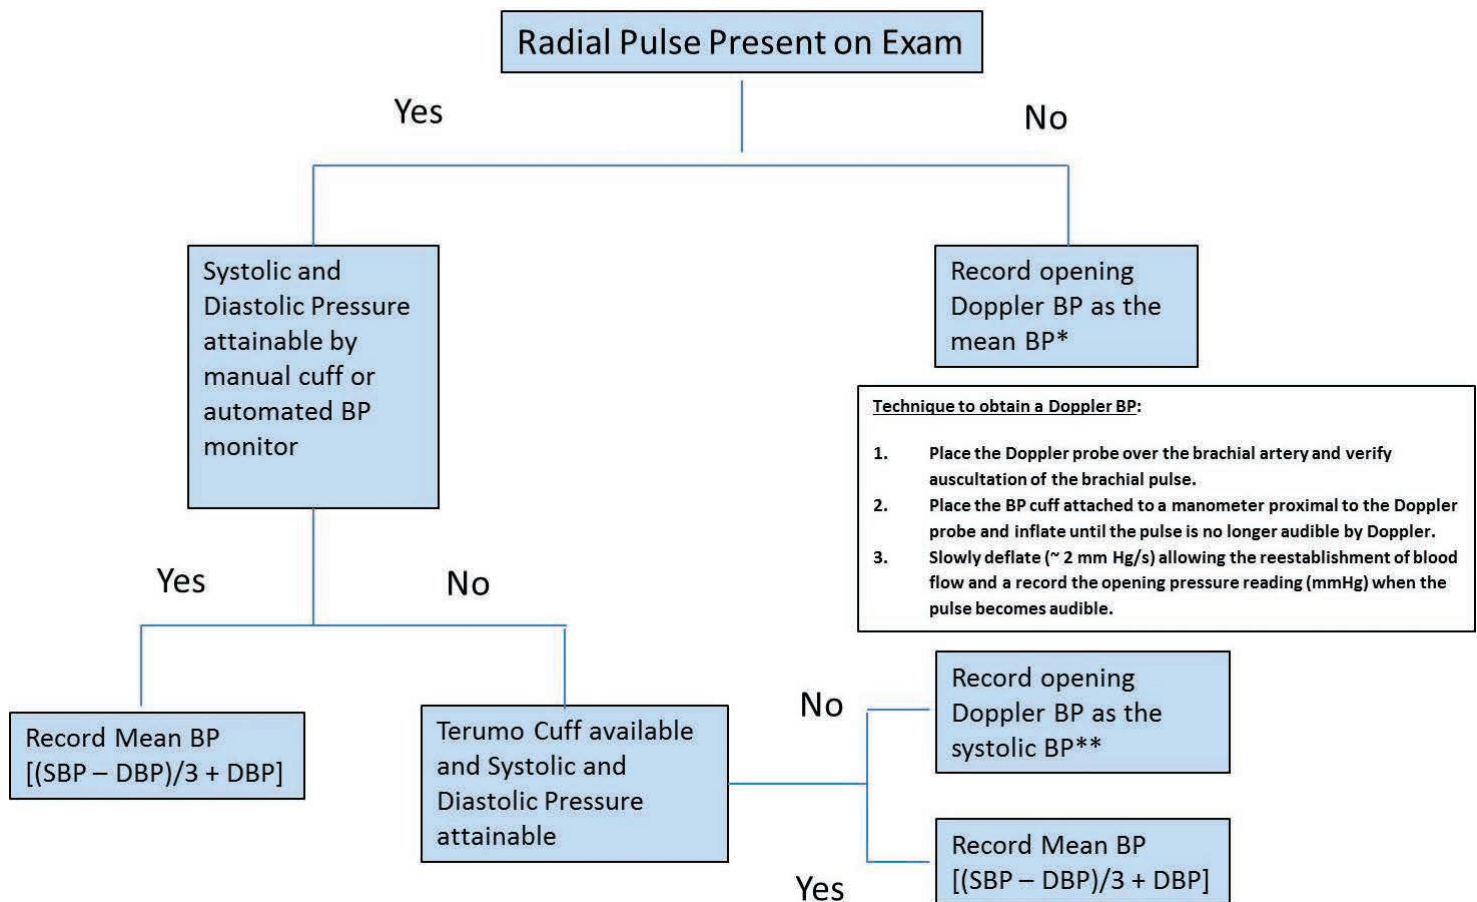 Radial Pulse Present on Exam
Yes
No
Systolic and
Diastolic Pressure
attainable by
manual cuff or
automated BP
monitor
Record opening
Doppler BP as the
mean BP*
Technique to obtain a Doppler BP:
1. Place the Doppler probe over the brachial artery and verify
auscultation of the brachial pulse.
2. Place the BP cuff attached to a manometer proximal to the Doppler
probe and inflate until the pulse is no longer audible by Doppler.
3. Slowly deflate (~ 2 mm Hg/s) allowing the reestablishment of blood
flow and a record the opening pressure reading (mmHg) when the
pulse becomes audible.
Yes
No
Record Mean BP
[(SBP – DBP)/3 + DBP]
Terumo Cuff available
and Systolic and
Diastolic Pressure
attainable
No
Record opening
Doppler BP as the
systolic BP**
Yes
Record Mean BP
[(SBP – DBP)/3 + DBP]